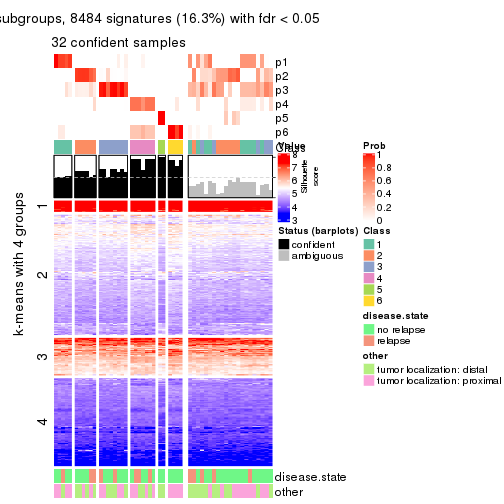 subgroups, 8484 signatures (16.3%) with fdr < 0.05
32 confident samples
p1
p2
p3
p4
p5
p6
Class
Silhouette
score
k-means with 4 groups
1
2
3
4
disease.state
other
Value
8
7
6
5
4
3
Status (barplots)
confident
ambiguous
Prob
1
0.8
0.6
0.4
0.2
0
Class
1
2
3
4
5
6
disease.state
no relapse
relapse
other
tumor localization: distal
tumor localization: proximal